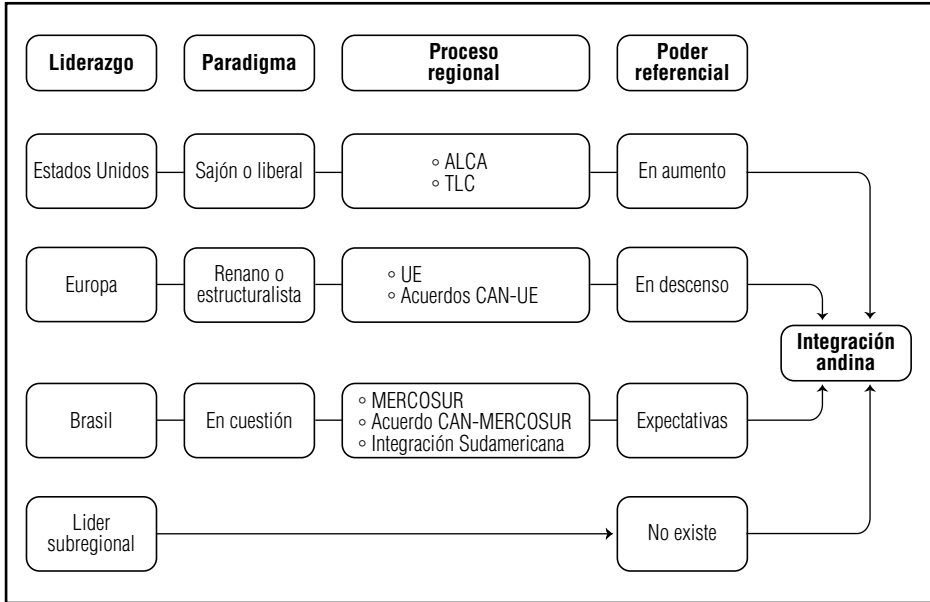 Liderazgo
Paradigma
Proceso
regional
Poder
referencial
Estados Unidos
Sajón o liberal
◦ ALCA
◦ TLC
En aumento
Europa
Renano o
estructuralista
◦ UE
◦ Acuerdos CAN-UE
En descenso
Integración
andina
Brasil
En cuestión
◦ MERCOSUR
◦ Acuerdo CAN-MERCOSUR
◦ Integración Sudamericana
Expectativas
Lider
subregional
No existe